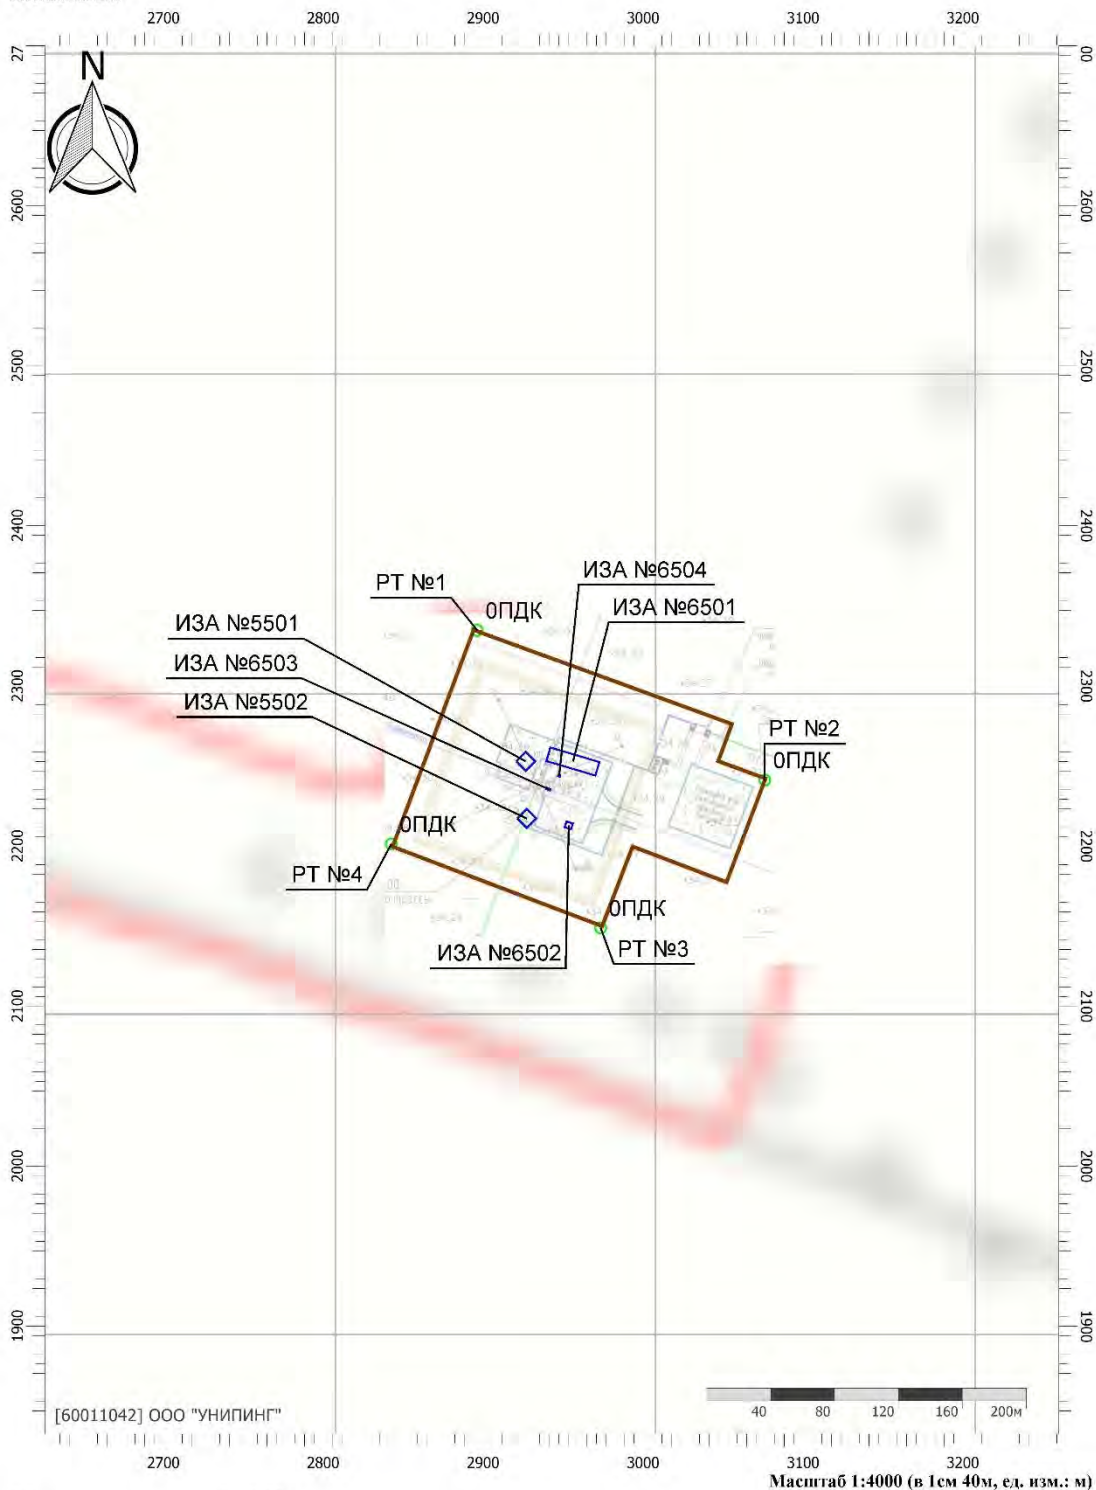 2700 2800 2900 3000 3100 3200
27
00
N
2600
2600
2500
2500
2400
2400
ИЗА №6504
РТ №1
ИЗА №6501
0ПДК
ИЗА №5501
ИЗА №6503
2300
2300
ИЗА №5502
РТ №2
0ПДК
0ПДК
2200
2200
РТ №4
0ПДК
ИЗА №6502
РТ №3
2100
2100
2000
2000
1900
1900
[60011042] ООО "УНИПИНГ"
40 80 120 160 200м
2700 2800 2900 3000 3100 3200
Масштаб 1:4000 (в 1см 40м, ед. изм.: м)